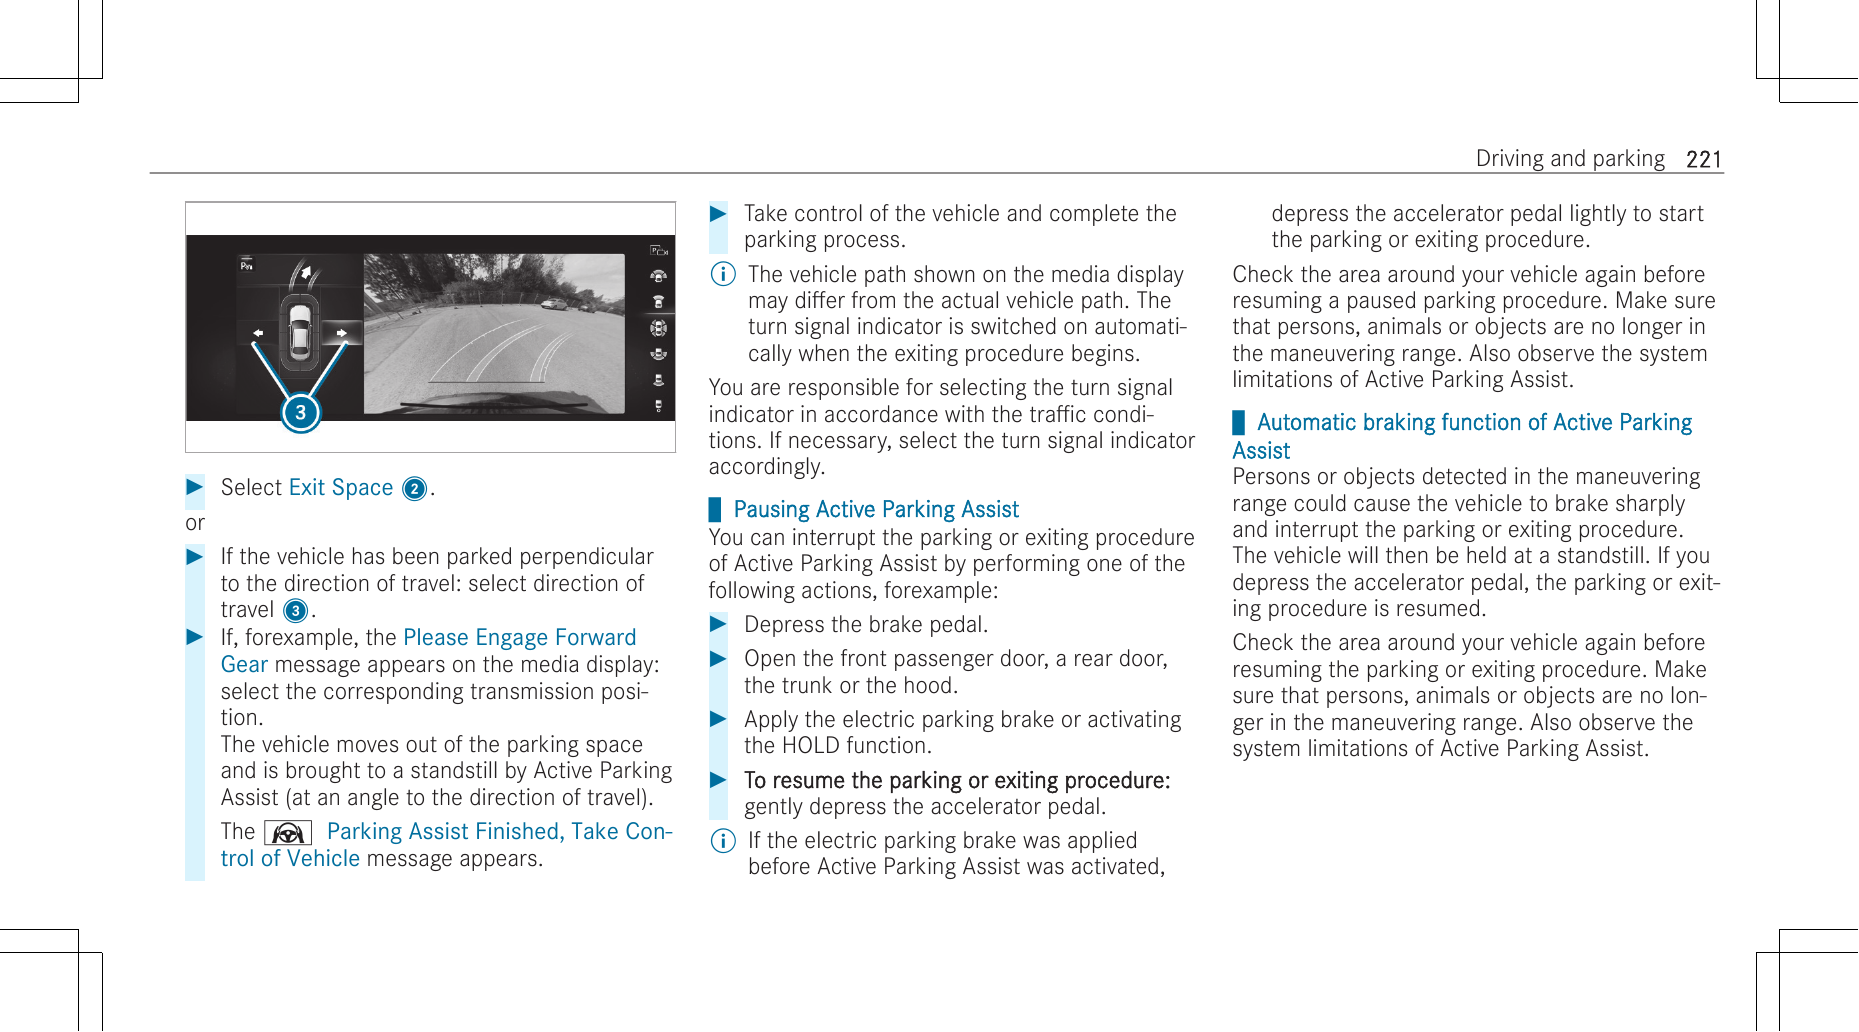 Driving and parking 221
P
3
Select Exit Space 2.
or
If the vehicle has been parked perpendicular
to the direction of travel: select direction of
travel 3.
If, forexample, the Please Engage Forward
Gear message appears on the media display:
select the corresponding transmission posi-
tion.
The vehicle moves out of the parking space
and is brought to a standstill by Active Parking
Assist (at an angle to the direction of travel).
The Parking Assist Finished, Take Con-
trol of Vehicle message appears.
Take control of the vehicle and complete the
parking process.
The vehicle path shown on the media display
may differ from the actual vehicle path. The
turn signal indicator is switched on automati-
cally when the exiting procedure begins.
You are responsible for selecting the turn signal
indicator in accordance with the traffic condi-
tions. If necessary, select the turn signal indicator
accordingly.
Pausing Active Parking Assist
You can interrupt the parking or exiting procedure
of Active Parking Assist by performing one of the
following actions, forexample:
Depress the brake pedal.
Open the front passenger door, a rear door,
the trunk or the hood.
Apply the electric parking brake or activating
the HOLD function.
To resume the parking or exiting procedure:
gently depress the accelerator pedal.
If the electric parking brake was applied
before Active Parking Assist was activated,
depress the accelerator pedal lightly to start
the parking or exiting procedure.
Check the area around your vehicle again before
resuming a paused parking procedure. Make sure
that persons, animals or objects are no longer in
the maneuvering range. Also observe the system
limitations of Active Parking Assist.
Automatic braking function of Active Parking
Assist
Persons or objects detected in the maneuvering
range could cause the vehicle to brake sharply
and interrupt the parking or exiting procedure.
The vehicle will then be held at a standstill. If you
depress the accelerator pedal, the parking or exit-
ing procedure is resumed.
Check the area around your vehicle again before
resuming the parking or exiting procedure. Make
sure that persons, animals or objects are no lon-
ger in the maneuvering range. Also observe the
system limitations of Active Parking Assist.